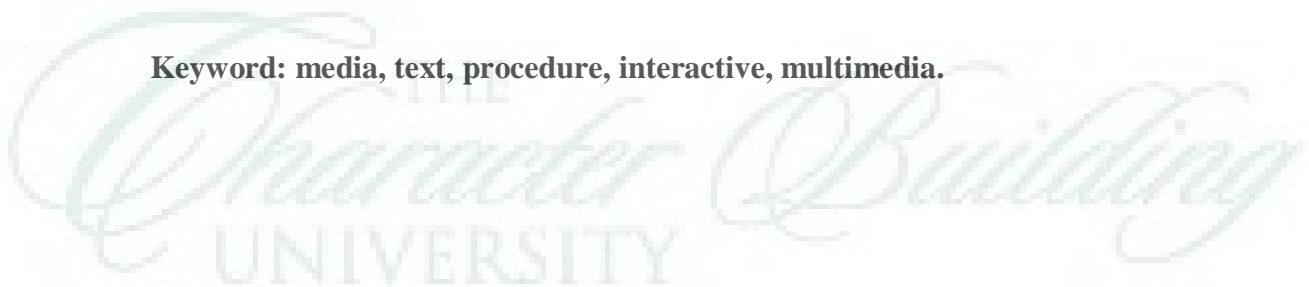 Keyword: media, text, procedure, interactive, multimedia.
THE
Character Building
UNIVERSITY